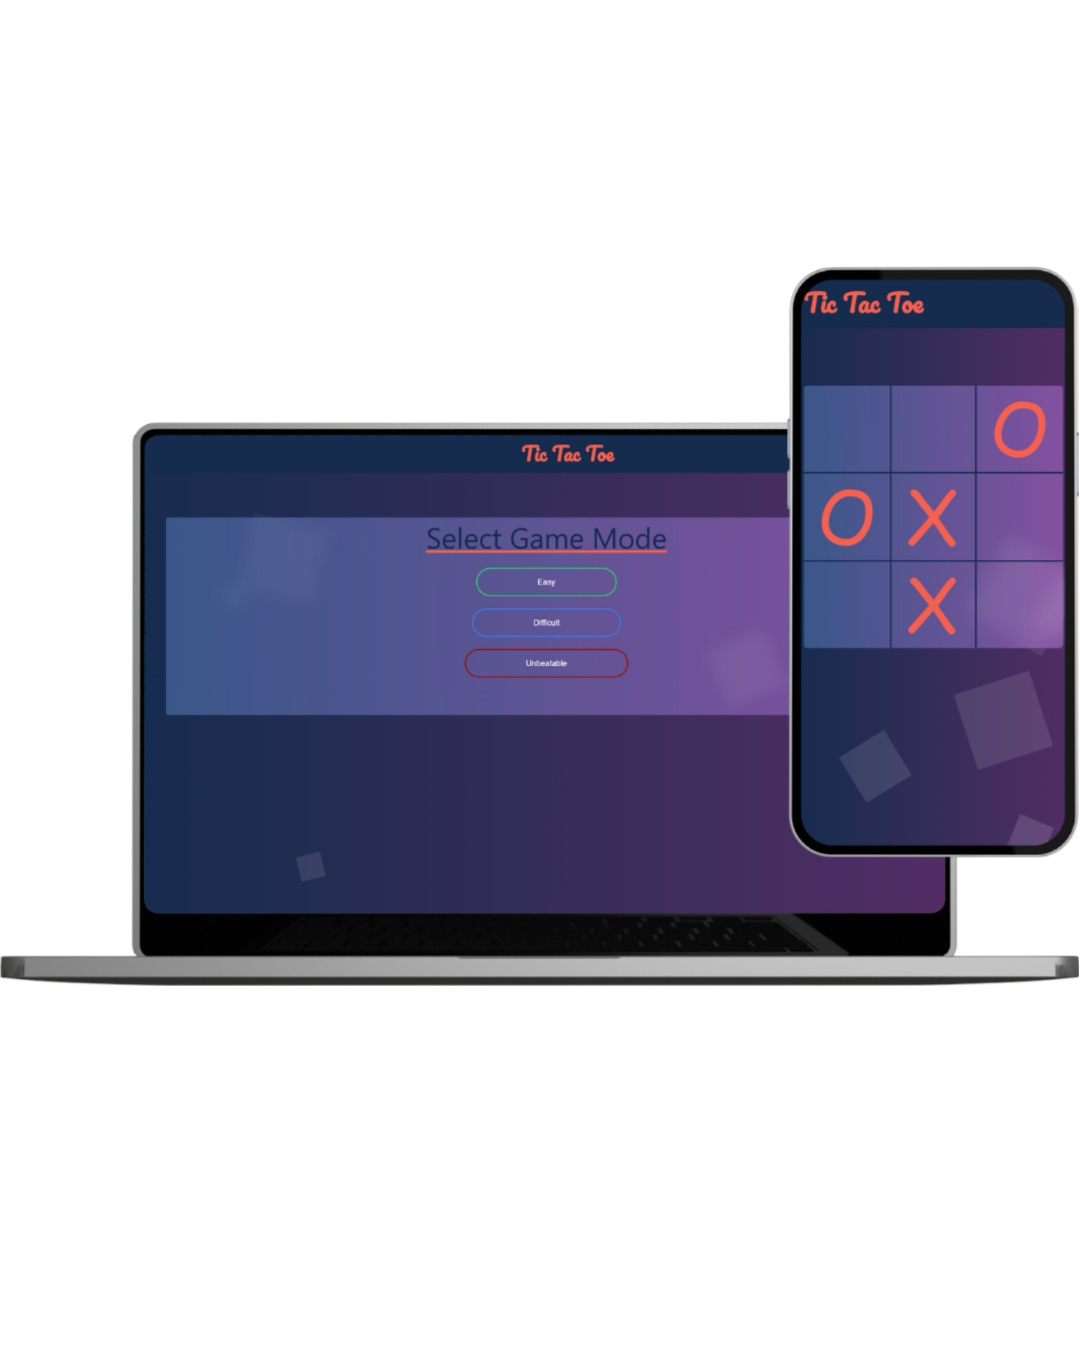 Tic Tac Toe
Select Game Mode
Easy
Difficult
Unbeatable
Tic Tac Toe
O
O X
X